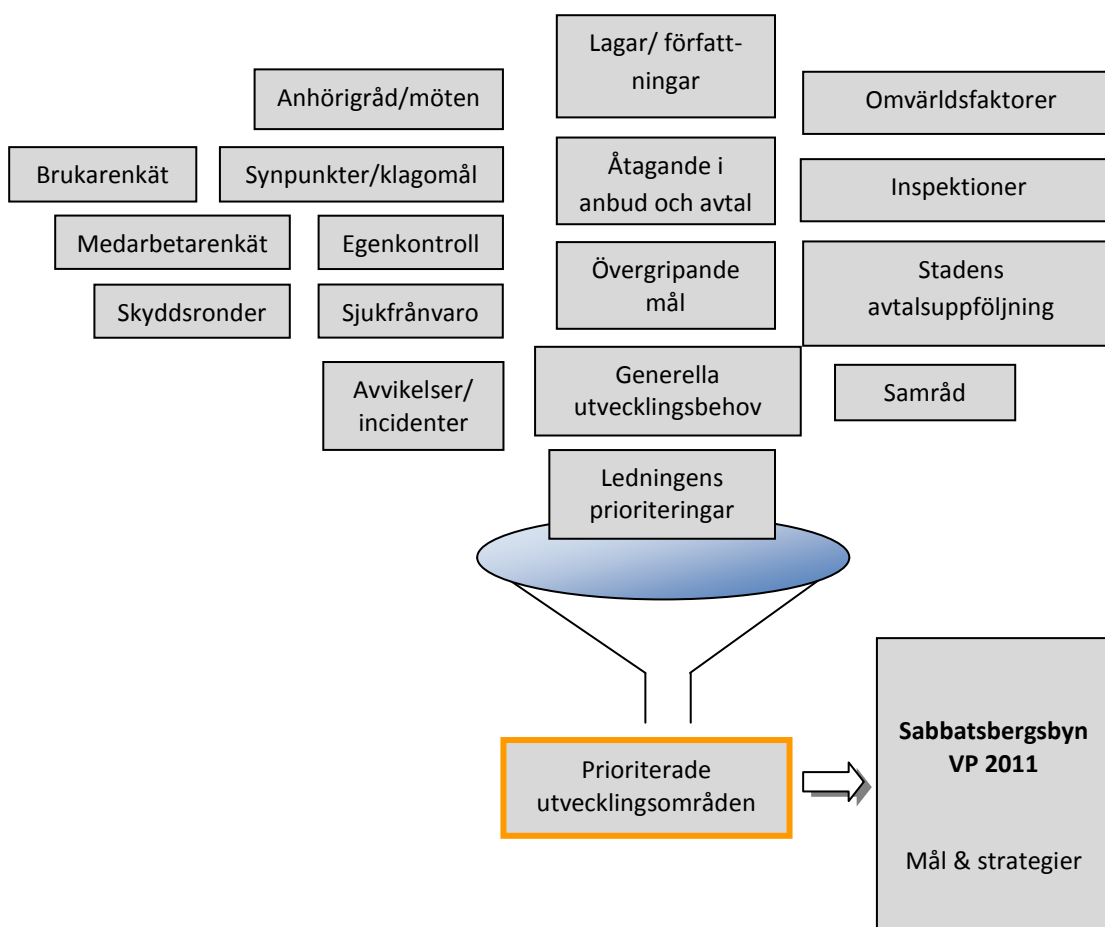 Lagar/ författ-
ningar
Anhörigråd/möten
Omvärldsfaktorer
Brukarenkät
Synpunkter/klagomål
Åtagande i
anbud och avtal
Inspektioner
Medarbetarenkät
Egenkontroll
Övergripande
mål
Stadens
avtalsuppföljning
Skyddsronder
Sjukfrånvaro
Avvikelser/
incidenter
Generella
utvecklingsbehov
Samråd
Ledningens
prioriteringar
Prioriterade
utvecklingsområden
Sabbatsbergsbyn
VP 2011
Mål & strategier